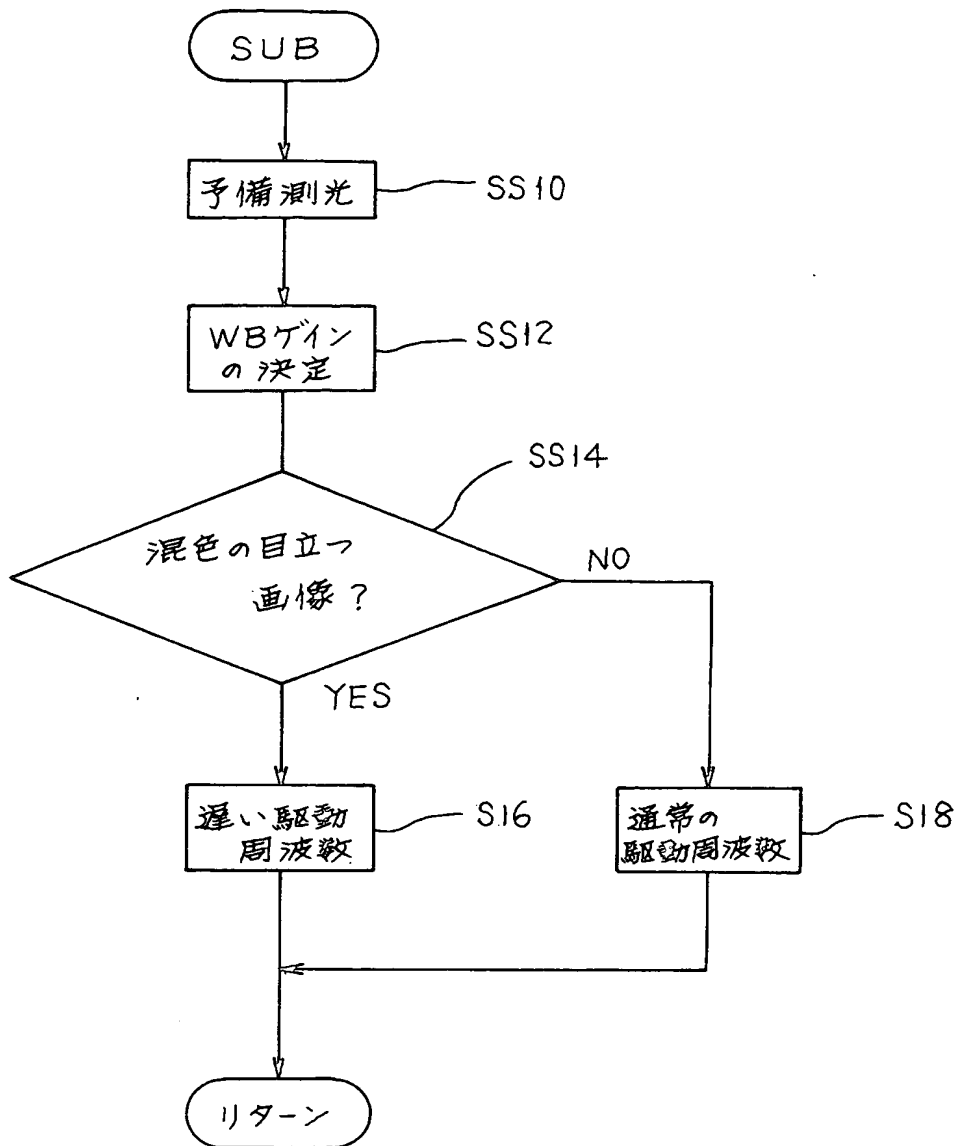 SUB
予備測光
SS10
WBゲイン
の決定
SS12
SS14
混色の目立つ
画像?
NO
YES
遅い駆動
周波数
S16
通常の
駆動周波数
S18
リターン